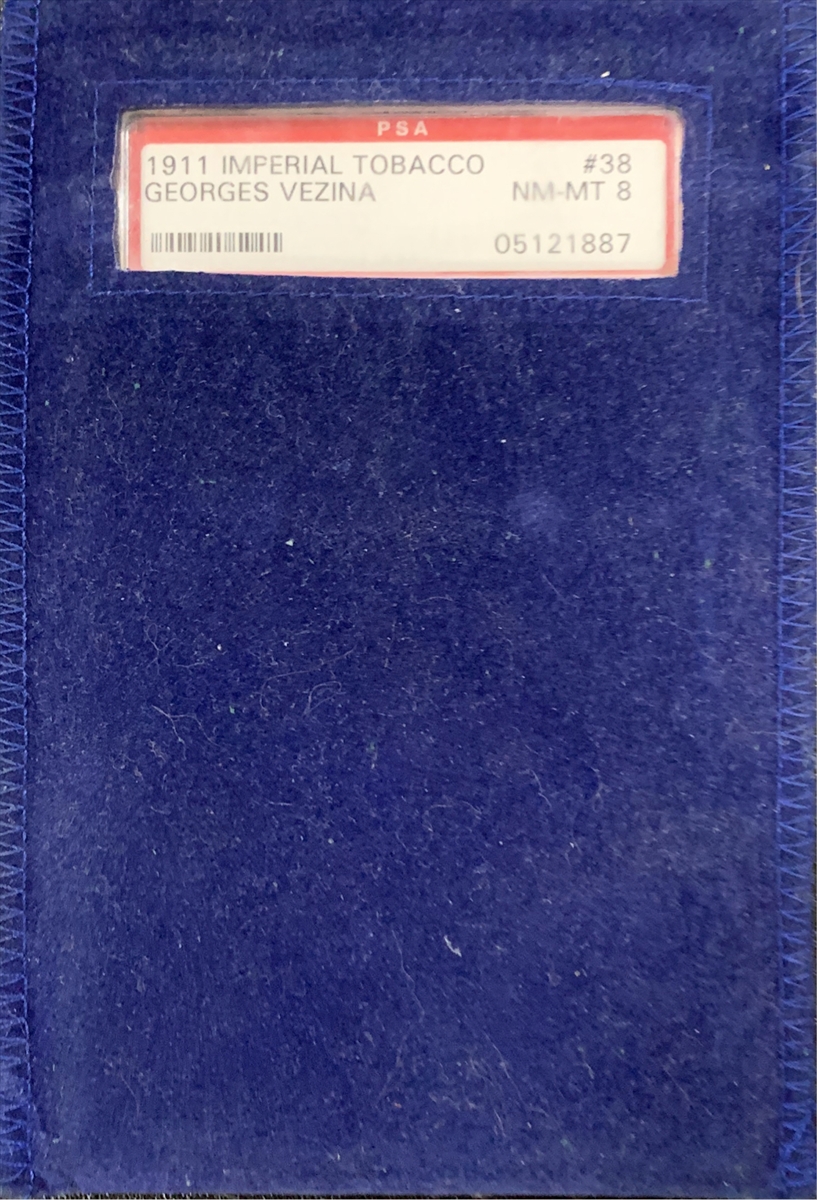 PSA
1911 IMPERIAL TOBACCO #38
GEORGES VEZINA NM-MT 8
05121887